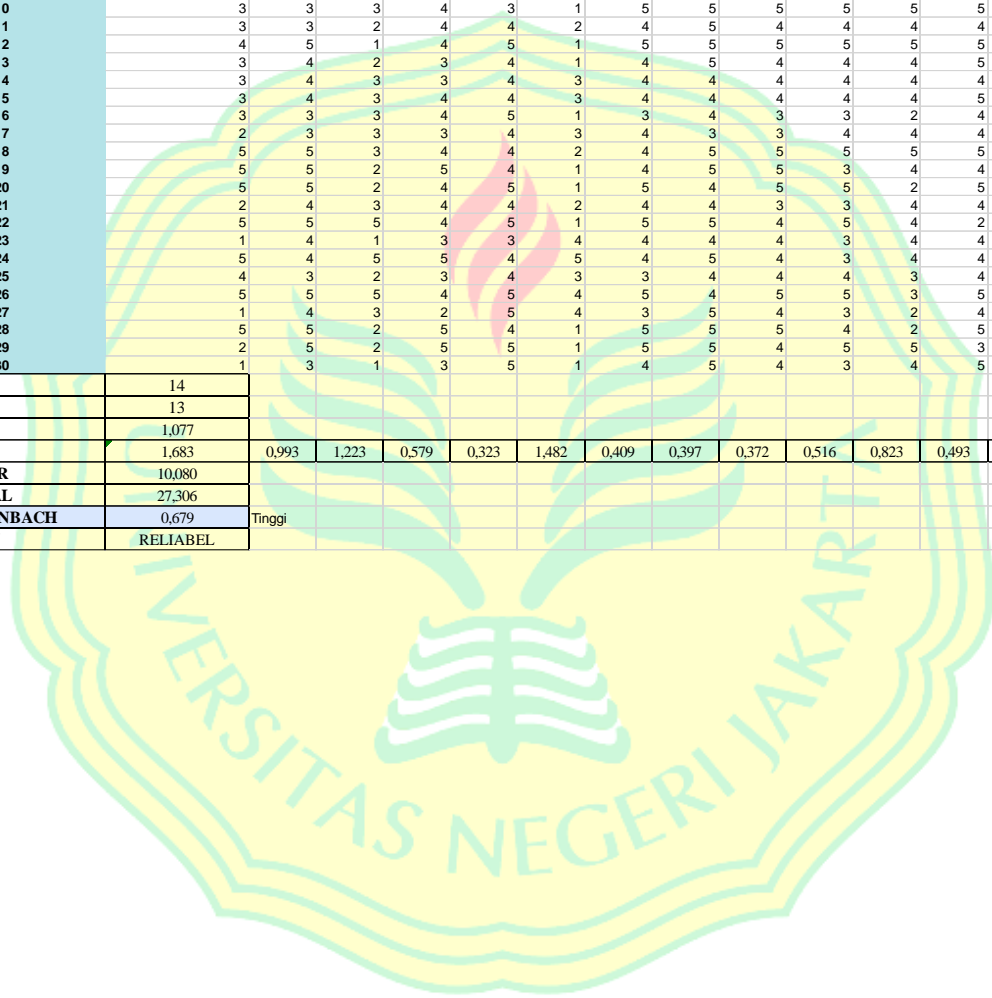 0 3 3 3 4 3 1 5 5 5 5 5 5
1 3 3 2 4 4 2 4 5 4 4 4 4
2 4 5 1 4 5 1 5 5 5 5 5 5
3 3 4 2 3 4 1 4 5 4 4 4 4
4 3 4 3 3 4 3 4 4 4 4 4 4
5 3 4 3 4 4 3 4 4 4 4 4 5
6 3 3 3 4 5 1 3 4 3 3 2 4
7 2 3 3 3 4 3 4 3 3 4 4 4
8 5 5 3 4 4 2 4 5 5 5 5 5
9 5 5 2 5 4 1 4 5 5 3 4 4
20 5 5 2 4 5 1 5 4 5 5 2 5
21 2 4 3 4 4 2 4 4 3 3 4 4
22 5 5 5 4 5 1 5 5 4 5 4 2
23 1 4 1 3 3 4 4 4 4 3 4 4
24 5 4 5 5 4 5 4 5 4 3 4 4
25 4 3 2 3 4 3 3 4 4 4 3 4
26 5 5 5 4 5 4 5 4 5 5 3 5
27 1 4 3 2 5 4 3 5 4 3 2 4
28 5 5 2 5 4 1 5 5 5 4 2 5
29 2 5 2 5 5 1 5 5 4 5 5 3
30 1 3 1 3 5 1 4 5 4 3 4 5
14
13
1,077
1,683 0,993 1,223 0,579 0,323 1,482 0,409 0,397 0,372 0,516 0,823 0,493
R 10,080
L 27,306
NBACH 0,679 Tinggi
RELIABEL
IVERSITAS NEGERI JAKARTA